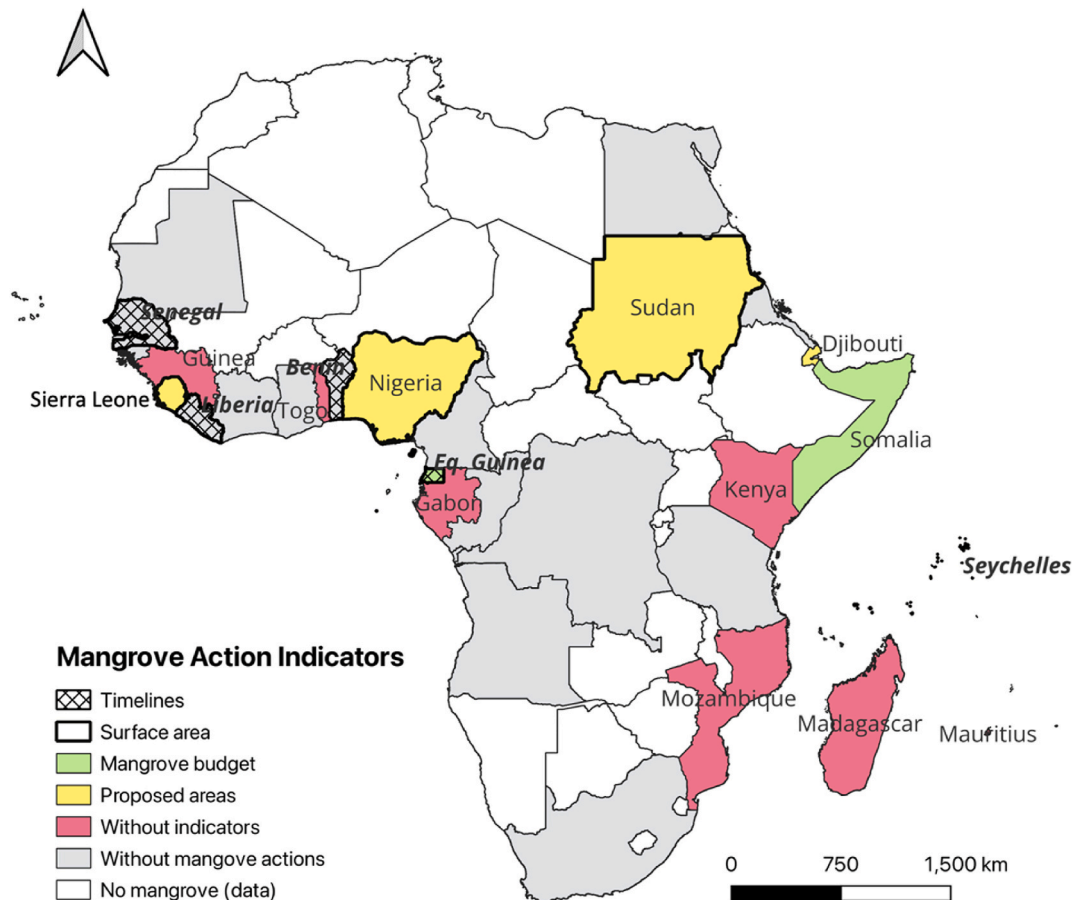 Sudan
Djibouti
Senegal
Guinea
Benin
Nigeria
Sierra Leone
Liberia
Togo
Somalia
Eq. Guinea
Gabon
Kenya
Seychelles
Mozambique
Madagascar
Mauritius
Mangrove Action Indicators
Timelines
Surface area
Mangrove budget
Proposed areas
Without indicators
Without mangove actions
No mangrove (data)
0 750 1,500 km